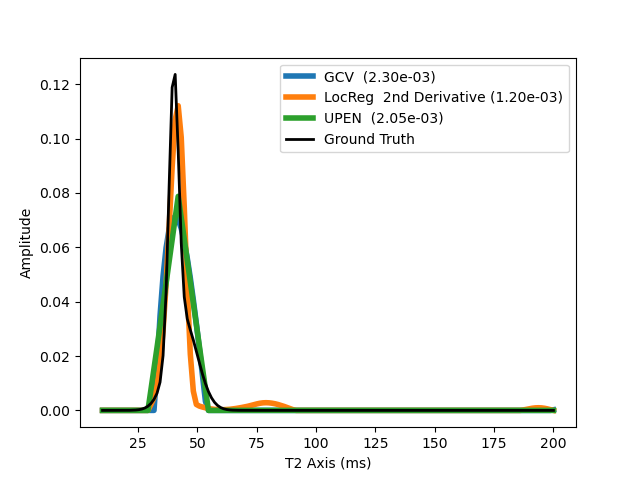 GCV (2.30e-03)
LocReg 2nd Derivative (1.20e-03)
UPEN (2.05e-03)
Ground Truth
0.12
0.10
0.08
0.06
0.04
0.02
0.00
Amplitude
25 50 75 100 125 150 175 200
T2 Axis (ms)